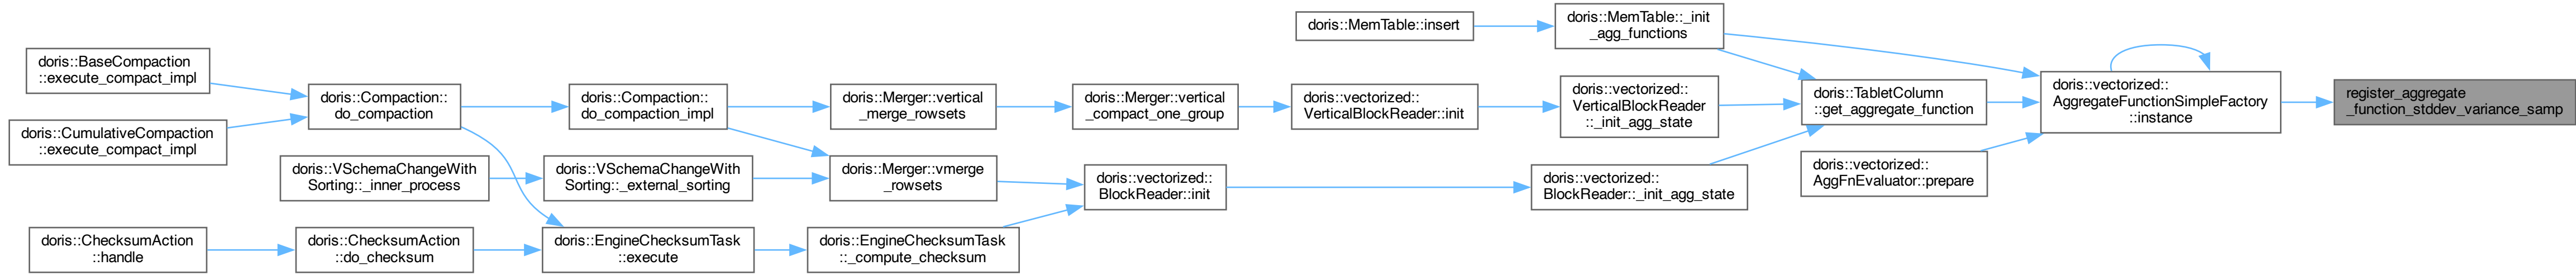 doris::BaseCompaction
::execute_compact_impl
doris::CumulativeCompaction
::execute_compact_impl
doris::Compaction::
do_compaction
doris::VSchemaChangeWith
Sorting::_inner_process
doris::ChecksumAction
::handle
doris::ChecksumAction
::do_checksum
doris::Compaction::
do_compaction_impl
doris::VSchemaChangeWith
Sorting::_external_sorting
doris::EngineChecksumTask
::execute
doris::Merger::vertical
_merge_rowsets
doris::Merger::vmerge
_rowsets
doris::EngineChecksumTask
::_compute_checksum
doris::Merger::vertical
_compact_one_group
doris::vectorized::
BlockReader::init
doris::MemTable::insert
doris::vectorized::
VerticalBlockReader::init
doris::MemTable::_init
_agg_functions
doris::vectorized::
VerticalBlockReader
::_init_agg_state
doris::vectorized::
BlockReader::_init_agg_state
doris::TabletColumn
::get_aggregate_function
doris::vectorized::
AggFnEvaluator::prepare
doris::vectorized::
AggregateFunctionSimpleFactory
::instance
register_aggregate
_function_stddev_variance_samp